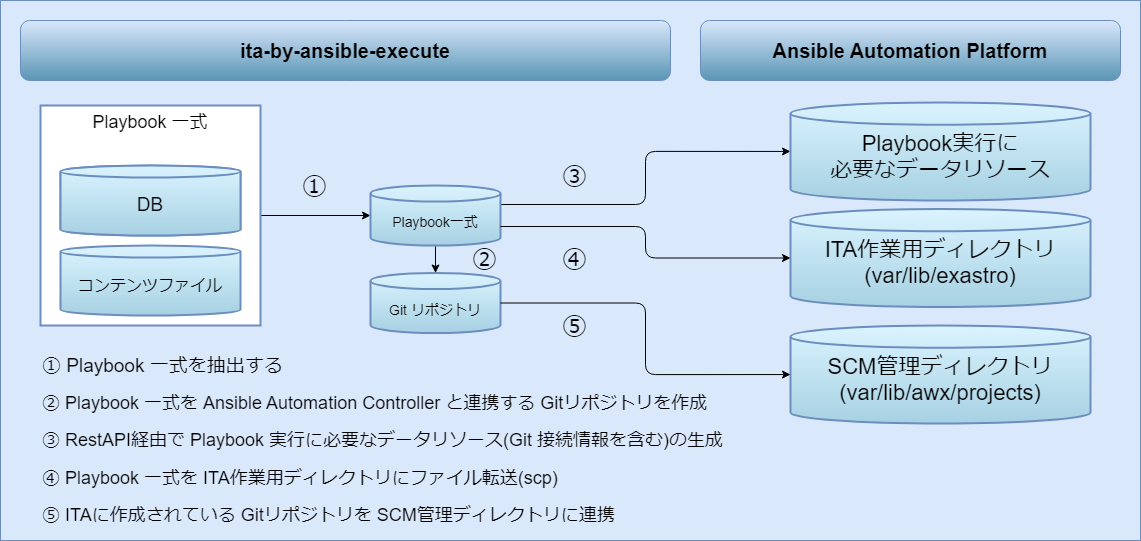 ita-by-ansible-execute
Ansible Automation Platform
Playbook 一式
DB
コンテンツファイル
①
Playbook一式
②
Git リポジトリ
③
④
⑤
Playbook実行に
必要なデータリソース
ITA作業用ディレクトリ
(var/lib/exastro)
SCM管理ディレクトリ
(var/lib/awx/projects)
① Playbook 一式を抽出する
② Playbook 一式を Ansible Automation Controller と連携する Gitリポジトリを作成
③ RestAPI経由で Playbook 実行に必要なデータリソース(Git 接続情報を含む)の生成
④ Playbook 一式を ITA作業用ディレクトリにファイル転送(scp)
⑤ ITAに作成されている Gitリポジトリを SCM管理ディレクトリに連携